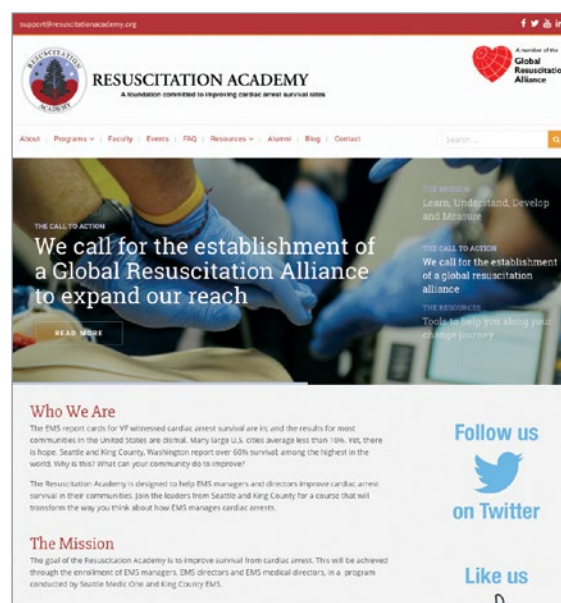 support@resuscitationacademy.org
RESUSCITATION
ACADEMY
RESUSCITATION ACADEMY
A foundation committed to improving cardiac arrest survival rates
A member of the
Global
Resuscitatio
Alliance
About Programs Faculty Events FAQ Resources Alumni Blog Contact
Search ...
THE MISSION
Learn, Understand, Develop
and Measure
THE CALL TO ACTION
We call for the establishment of
a Global Resuscitation Alliance
to expand our reach
READ MORE
THE CALL TO ACTION
We call for the establishment
of a global resuscitation
alliance
THE RESOURCES
Tools to help you along your
change journey
Who We Are
The EMS report cards for VF witnessed cardiac arrest survival are in; and the results for most
communities in the United States are dismal. Many large U.S. cities average less than 10%. Yet, there
is hope. Seattle and King County, Washington report over 60% survival; among the highest in the
world. Why is this? What can your community do to improve?
The Resuscitation Academy is designed to help EMS managers and directors improve cardiac arrest
survival in their communities. Join the leaders from Seattle and King County for a course that will
transform the way you think about how EMS manages cardiac arrests.
The Mission
The goal of the Resuscitation Academy is to improve survival from cardiac arrest. This will be achieved
through the enrollment of EMS managers, EMS directors and EMS medical directors, in a program
conducted by Seattle Medic One and King County EMS.
Follow us
on Twitter
Like us